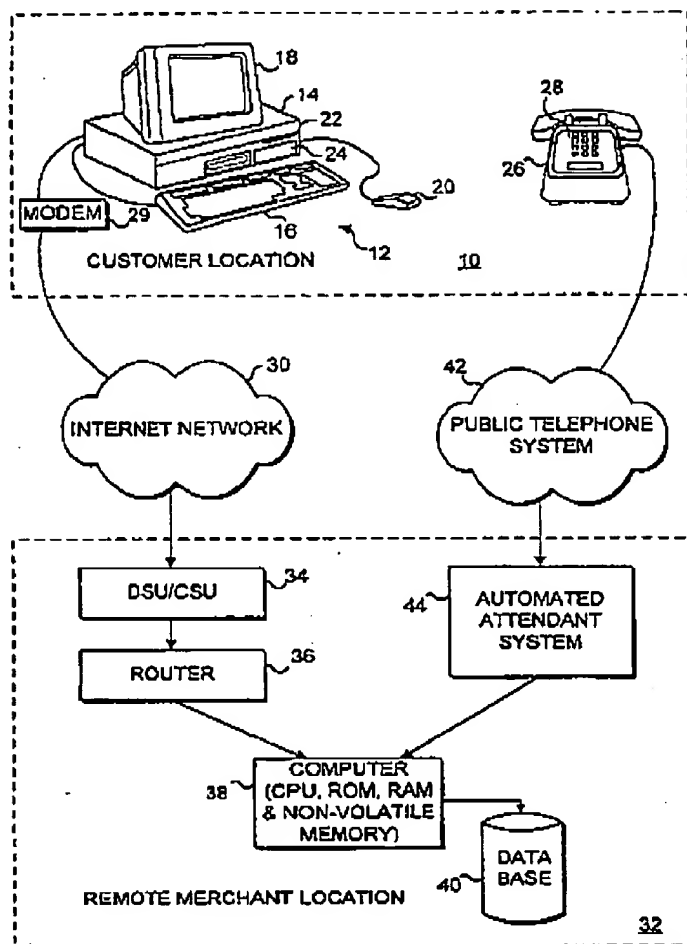 18
14
22
24
28
26
20
MODEM
29
16
12
CUSTOMER LOCATION
10
30
42
INTERNET NETWORK
PUBLIC TELEPHONE
SYSTEM
DSU/CSU
34
44
AUTOMATED
ATTENDANT
SYSTEM
ROUTER
36
38
COMPUTER
(CPU, ROM, RAM
& NON-VOLATILE
MEMORY)
40
DATA
BASE
REMOTE MERCHANT LOCATION
32